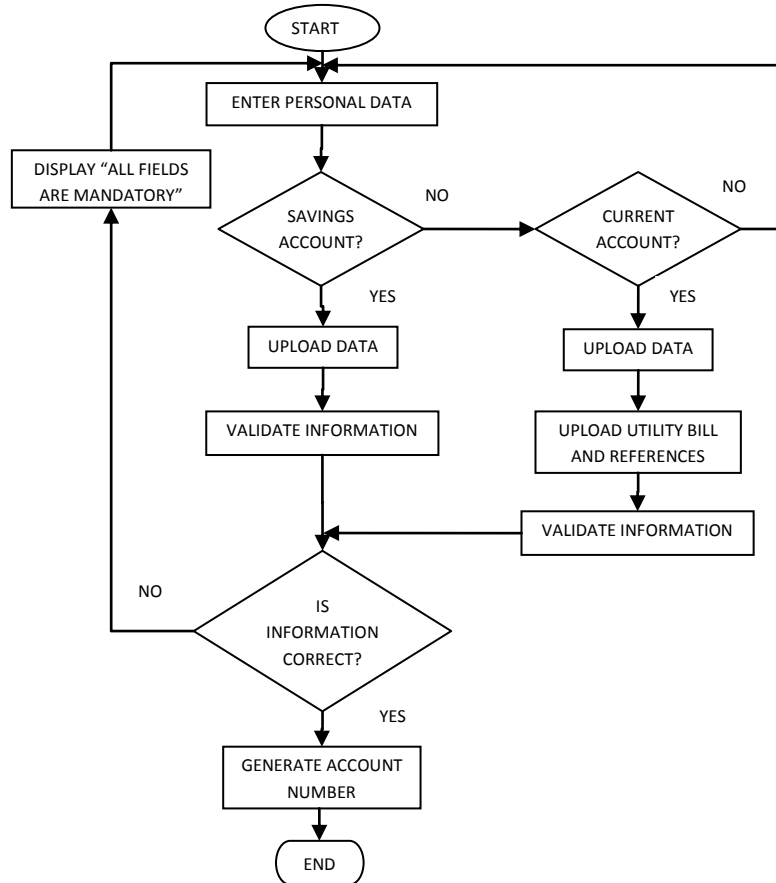 START
ENTER PERSONAL DATA
DISPLAY “ALL FIELDS
ARE MANDATORY”
NO
NO
SAVINGS
ACCOUNT?
CURRENT
ACCOUNT?
YES
YES
UPLOAD DATA
UPLOAD DATA
VALIDATE INFORMATION
UPLOAD UTILITY BILL
AND REFERENCES
VALIDATE INFORMATION
NO
IS
INFORMATION
CORRECT?
YES
GENERATE ACCOUNT
NUMBER
END